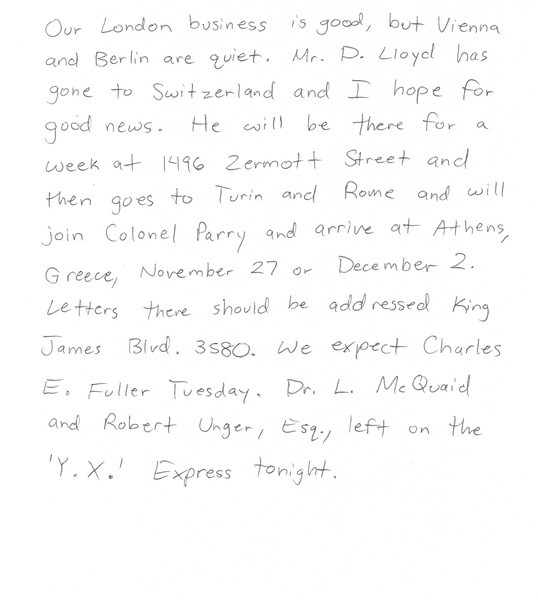 Our London business is good, but Vienna
and Berlin are quiet. Mr. D. Lloyd has
gone to Switzerland and I hope for
good news. He will be there for a
week at 1496 Zermott Street and
then goes to Turin and Rome and will
join Colonel Parry and arrive at Athens,
Greece, November 27 or December 2.
Letters there should be addressed King
James Blvd. 3580. We expect Charles
E. Fuller Tuesday. Dr. L. McQuaid
and Robert Unger, Esq., left on the
'Y.X.' Express tonight.